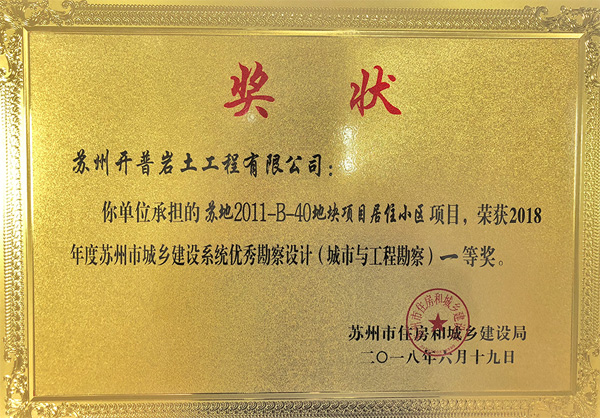 奖 状
苏州开普岩土工程有限公司：
你单位承担的 苏地2011-B-40地块项目居住小区 项目，荣获2018
年度苏州市城乡建设系统优秀勘察设计（城市与工程勘察）一等奖。
苏州市住房和城乡建设局
二〇一八年六月十九日